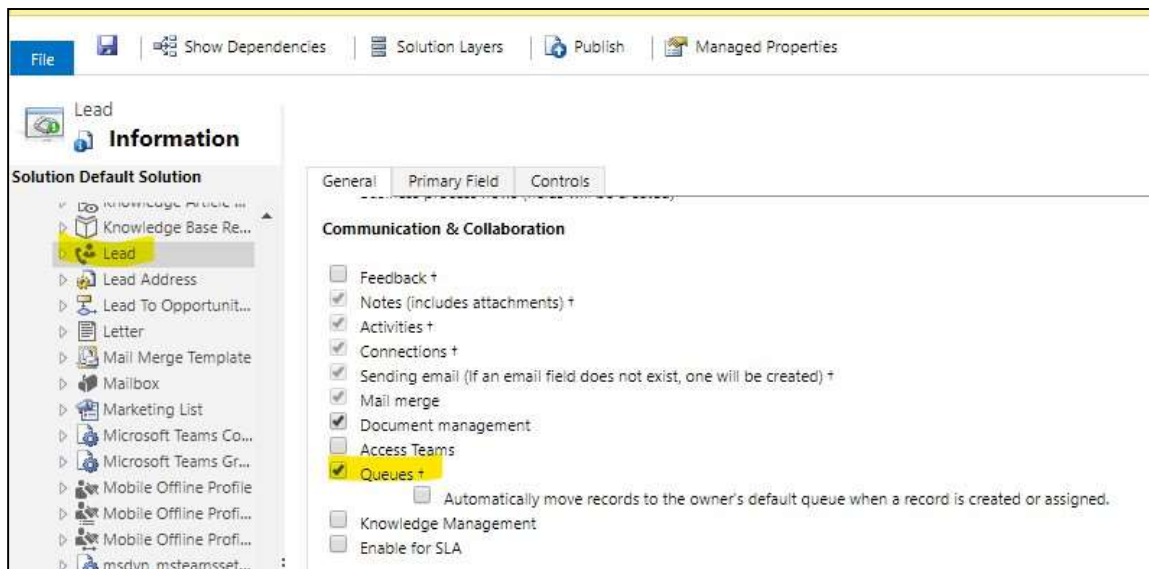 File
Show Dependencies
Solution Layers
Publish
Managed Properties
Lead
Information
Solution Default Solution
Knowledge Article ...
Knowledge Base Re...
Lead
Lead Address
Lead To Opportunit...
Letter
Mail Merge Template
Mailbox
Marketing List
Microsoft Teams Co...
Microsoft Teams Gr...
Mobile Offline Profile
Mobile Offline Profi...
Mobile Offline Profi...
msdyn_msteamsset...
General
Primary Field
Controls
Communication & Collaboration
Feedback †
Notes (includes attachments) †
Activities †
Connections †
Sending email (If an email field does not exist, one will be created) †
Mail merge
Document management
Access Teams
Queues †
Automatically move records to the owner's default queue when a record is created or assigned.
Knowledge Management
Enable for SLA